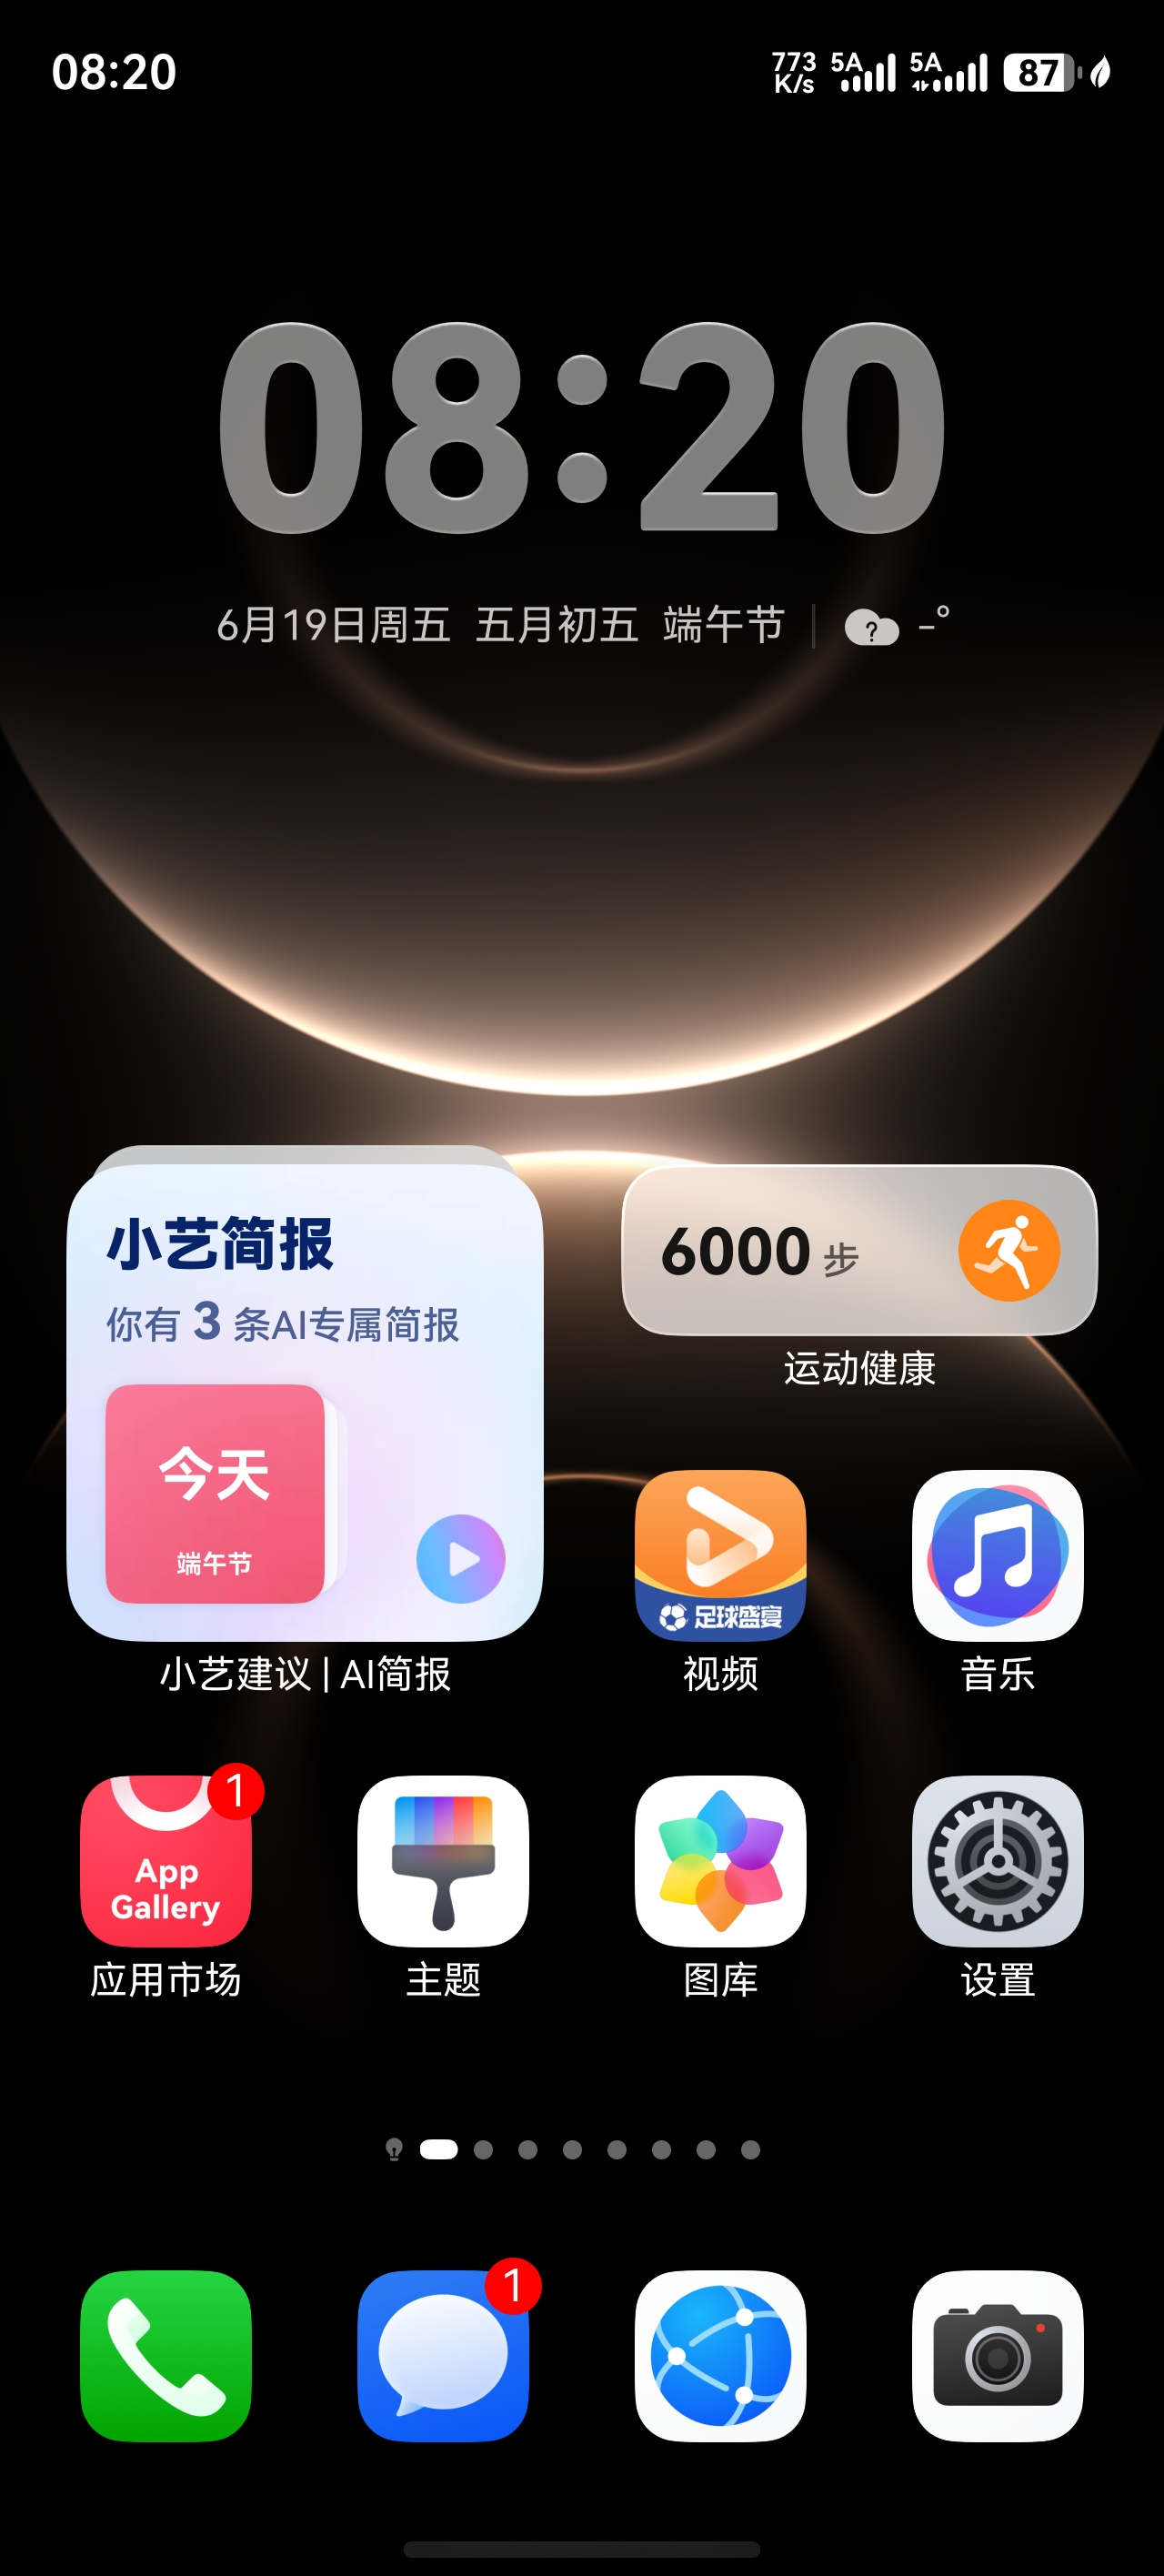 08:20
773 K/s 5A 5A 87
08:20
6月19日周五 五月初五 端午节 | ? -°
小艺简报
你有 3 条AI专属简报
今天
端午节
小艺建议 | AI简报
6000 步
运动健康
足球盛宴
视频
音乐
1
App
Gallery
应用市场
主题
图库
设置
1